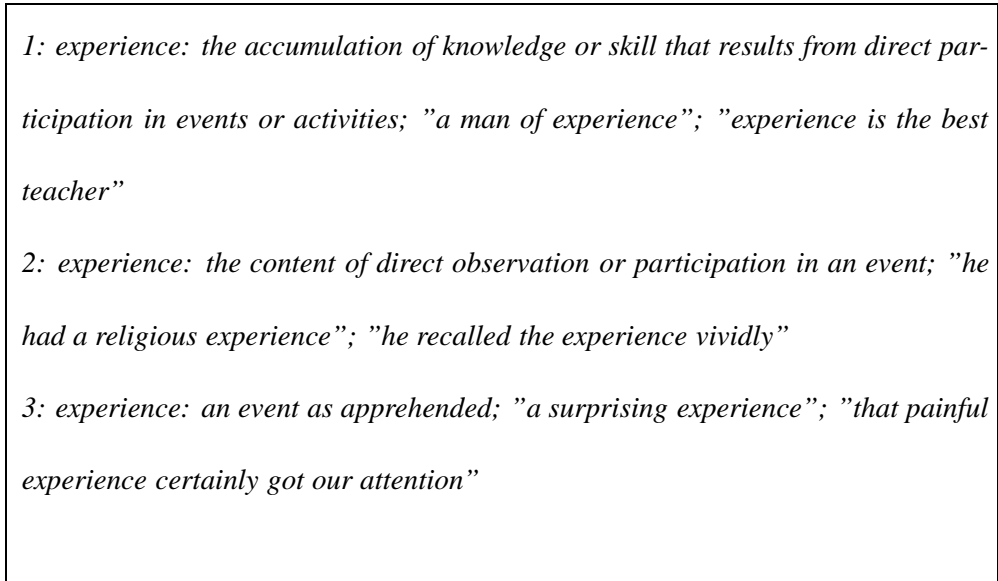 1: experience: the accumulation of knowledge or skill that results from direct par-
ticipation in events or activities; ”a man of experience”; ”experience is the best
teacher”
2: experience: the content of direct observation or participation in an event; ”he
had a religious experience”; ”he recalled the experience vividly”
3: experience: an event as apprehended; ”a surprising experience”; ”that painful
experience certainly got our attention”